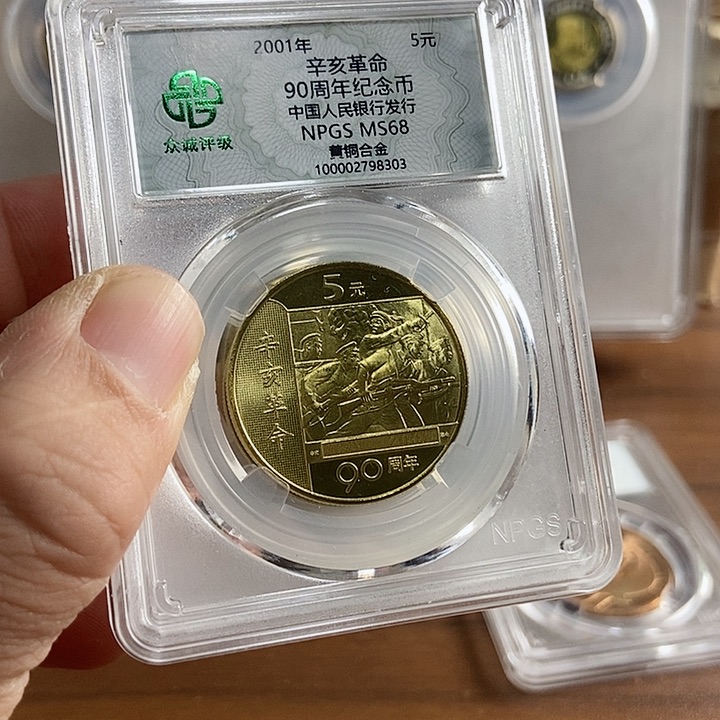 2001年 5元
辛亥革命
90周年纪念币
中国人民银行发行
NPGS MS68
黄铜合金
100002798303
众诚评级
5元
辛亥革命
90周年
NPGS